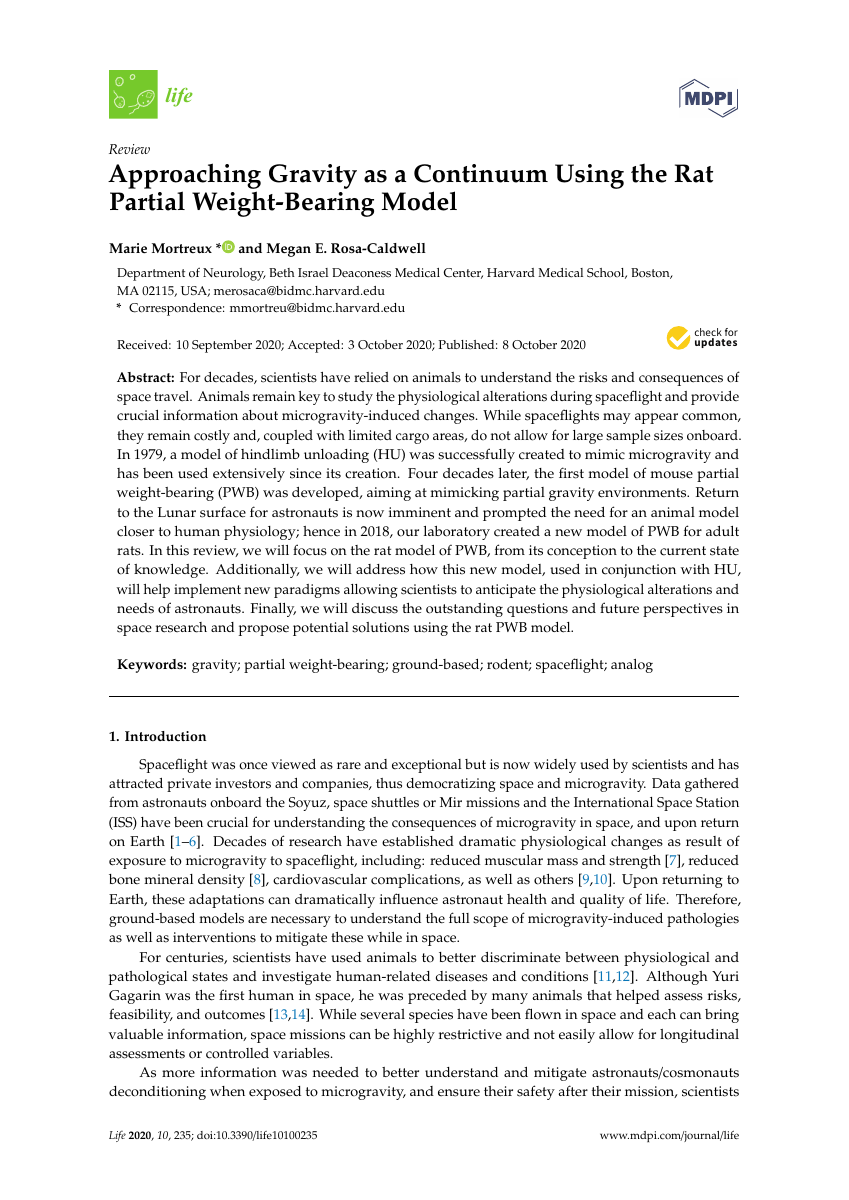 life
MDPI
Review
Approaching Gravity as a Continuum Using the Rat
Partial Weight-Bearing Model
Marie Mortreux * iD and Megan E. Rosa-Caldwell
Department of Neurology, Beth Israel Deaconess Medical Center, Harvard Medical School, Boston,
MA 02115, USA; merosaca@bidmc.harvard.edu
* Correspondence: mmortreu@bidmc.harvard.edu
Received: 10 September 2020; Accepted: 3 October 2020; Published: 8 October 2020
check for
updates
Abstract: For decades, scientists have relied on animals to understand the risks and consequences of
space travel. Animals remain key to study the physiological alterations during spaceflight and provide
crucial information about microgravity-induced changes. While spaceflights may appear common,
they remain costly and, coupled with limited cargo areas, do not allow for large sample sizes onboard.
In 1979, a model of hindlimb unloading (HU) was successfully created to mimic microgravity and
has been used extensively since its creation. Four decades later, the first model of mouse partial
weight-bearing (PWB) was developed, aiming at mimicking partial gravity environments. Return
to the Lunar surface for astronauts is now imminent and prompted the need for an animal model
closer to human physiology; hence in 2018, our laboratory created a new model of PWB for adult
rats. In this review, we will focus on the rat model of PWB, from its conception to the current state
of knowledge. Additionally, we will address how this new model, used in conjunction with HU,
will help implement new paradigms allowing scientists to anticipate the physiological alterations and
needs of astronauts. Finally, we will discuss the outstanding questions and future perspectives in
space research and propose potential solutions using the rat PWB model.
Keywords: gravity; partial weight-bearing; ground-based; rodent; spaceflight; analog
1. Introduction
Spaceflight was once viewed as rare and exceptional but is now widely used by scientists and has
attracted private investors and companies, thus democratizing space and microgravity. Data gathered
from astronauts onboard the Soyuz, space shuttles or Mir missions and the International Space Station
(ISS) have been crucial for understanding the consequences of microgravity in space, and upon return
on Earth [1–6]. Decades of research have established dramatic physiological changes as result of
exposure to microgravity to spaceflight, including: reduced muscular mass and strength [7], reduced
bone mineral density [8], cardiovascular complications, as well as others [9,10]. Upon returning to
Earth, these adaptations can dramatically influence astronaut health and quality of life. Therefore,
ground-based models are necessary to understand the full scope of microgravity-induced pathologies
as well as interventions to mitigate these while in space.
For centuries, scientists have used animals to better discriminate between physiological and
pathological states and investigate human-related diseases and conditions [11,12]. Although Yuri
Gagarin was the first human in space, he was preceded by many animals that helped assess risks,
feasibility, and outcomes [13,14]. While several species have been flown in space and each can bring
valuable information, space missions can be highly restrictive and not easily allow for longitudinal
assessments or controlled variables.
As more information was needed to better understand and mitigate astronauts/cosmonauts
deconditioning when exposed to microgravity, and ensure their safety after their mission, scientists
Life 2020, 10, 235; doi:10.3390/life10100235
www.mdpi.com/journal/life